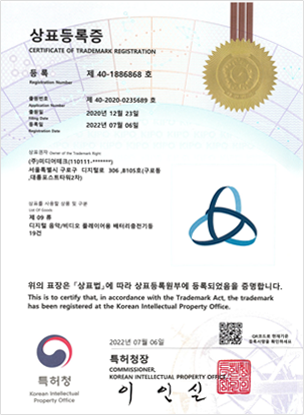 상표등록증
CERTIFICATE OF TRADEMARK REGISTRATION
등 록 제 40-1886868 호
Registration Number
출원번호 제 40-2020-0235689 호
Application Number
출원일 2020년 12월 23일
Filing Date
등록일 2022년 07월 06일
Registration Date
상표권자 Owner of the Trademark Right
(주)미디어테크(110111-*******)
서울특별시 구로구 디지털로 306 ,B105호(구로동
,대륭포스트타워2차)
상표를 사용할 상품 및 구분
List Of Goods
제 09 류
디지털 음악/비디오 플레이어용 배터리충전기등
19건
위의 표장은 「상표법」에 따라 상표등록원부에 등록되었음을 증명합니다.
This is to certify that, in accordance with the Trademark Act, the trademark
has been registered at the Korean Intellectual Property Office.
2022년 07월 06일
QR코드로 현재기준
등록사항을 확인하세요
특허청
Korean Intellectual
Property Office
특허청장
COMMISSIONER,
KOREAN INTELLECTUAL PROPERTY OFFICE
이 인 실